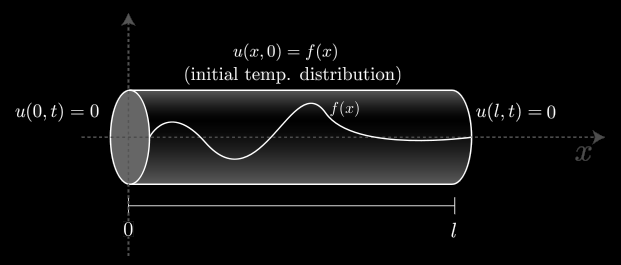 u(x, 0) = f(x)
(initial temp. distribution)
u(0, t) = 0
f(x)
u(l, t) = 0
x
0
l